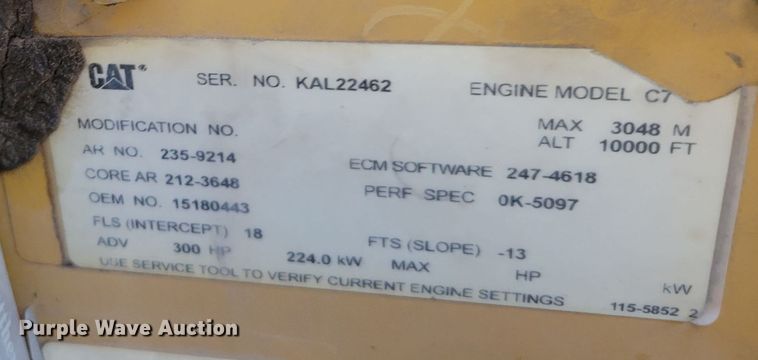 CAT SER. NO. KAL22462 ENGINE MODEL C7
MODIFICATION NO. MAX 3048 M
ALT 10000 FT
AR NO. 235-9214 ECM SOFTWARE 247-4618
CORE AR 212-3648 PERF SPEC 0K-5097
OEM NO. 15180443
FLS (INTERCEPT) 18 FTS (SLOPE) -13
ADV 300 HP 224.0 kW MAX HP kW
USE SERVICE TOOL TO VERIFY CURRENT ENGINE SETTINGS 115-5852 2
Purple Wave Auction